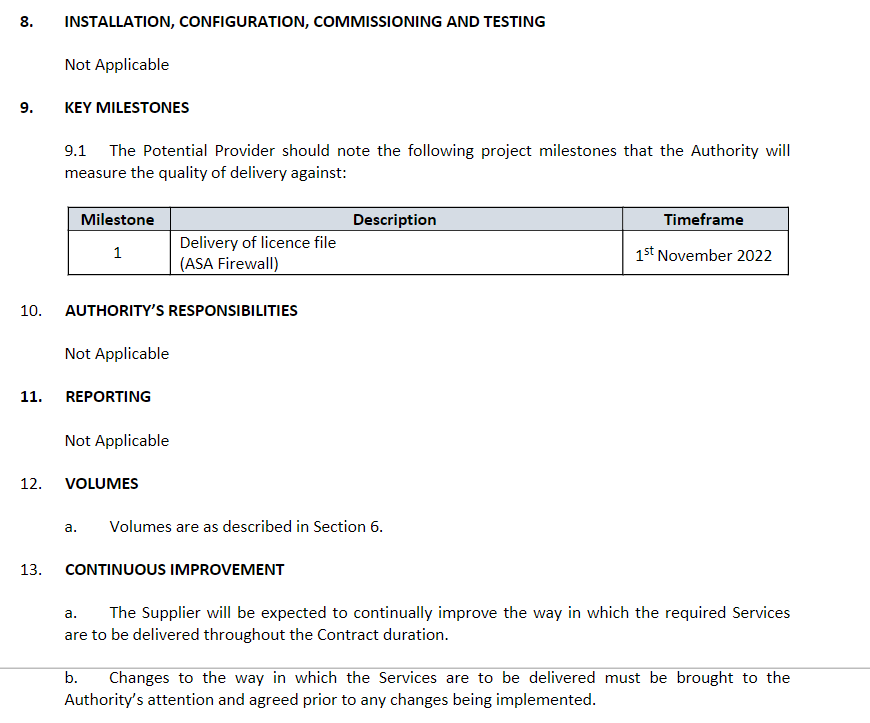 8. INSTALLATION, CONFIGURATION, COMMISSIONING AND TESTING
Not Applicable
9. KEY MILESTONES
9.1 The Potential Provider should note the following project milestones that the Authority will
measure the quality of delivery against:
Milestone Description Timeframe
1 Delivery of licence file
(ASA Firewall) 1st November 2022
10. AUTHORITY’S RESPONSIBILITIES
Not Applicable
11. REPORTING
Not Applicable
12. VOLUMES
a. Volumes are as described in Section 6.
13. CONTINUOUS IMPROVEMENT
a. The Supplier will be expected to continually improve the way in which the required Services
are to be delivered throughout the Contract duration.
b. Changes to the way in which the Services are to be delivered must be brought to the
Authority’s attention and agreed prior to any changes being implemented.